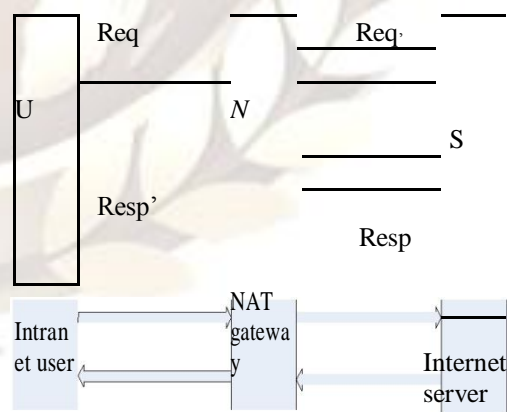 Req
Req'
U
N
S
Resp'
Resp
Intran
et user
NAT
gatewa
y
Internet
server